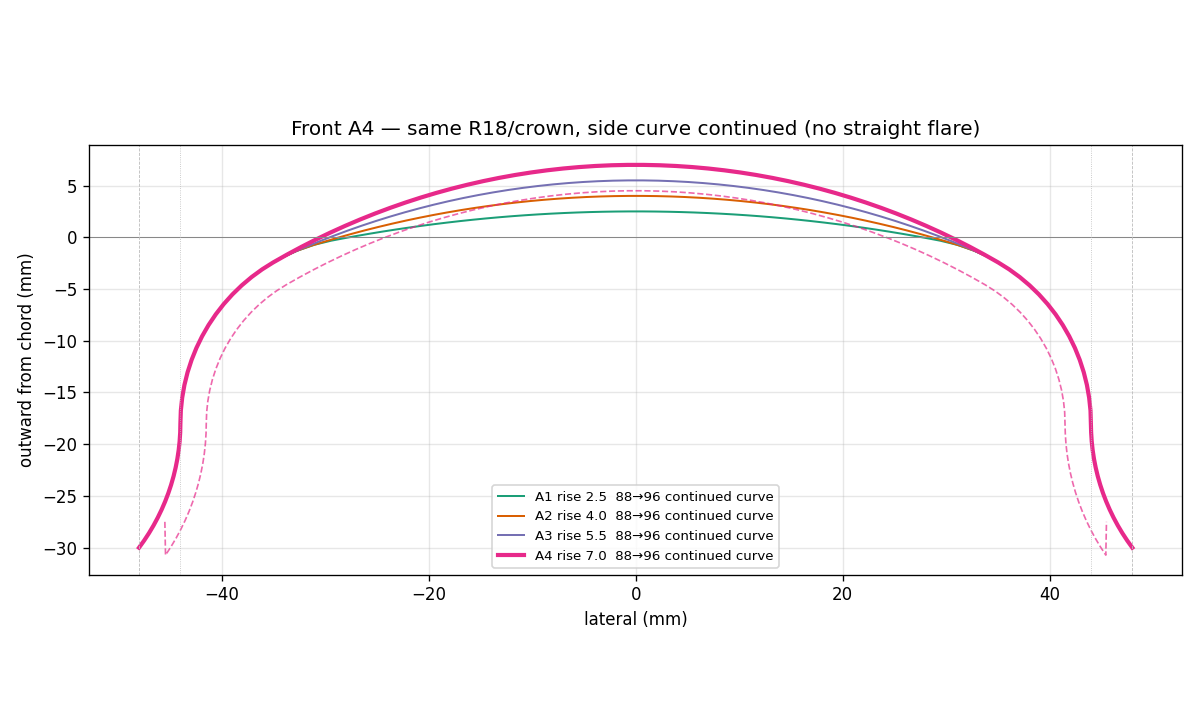 Front A4 — same R18/crown, side curve continued (no straight flare)
outward from chord (mm)
5
0
−5
−10
−15
−20
−25
−30
A1 rise 2.5  88→96 continued curve
A2 rise 4.0  88→96 continued curve
A3 rise 5.5  88→96 continued curve
A4 rise 7.0  88→96 continued curve
−40
−20
0
20
40
lateral (mm)